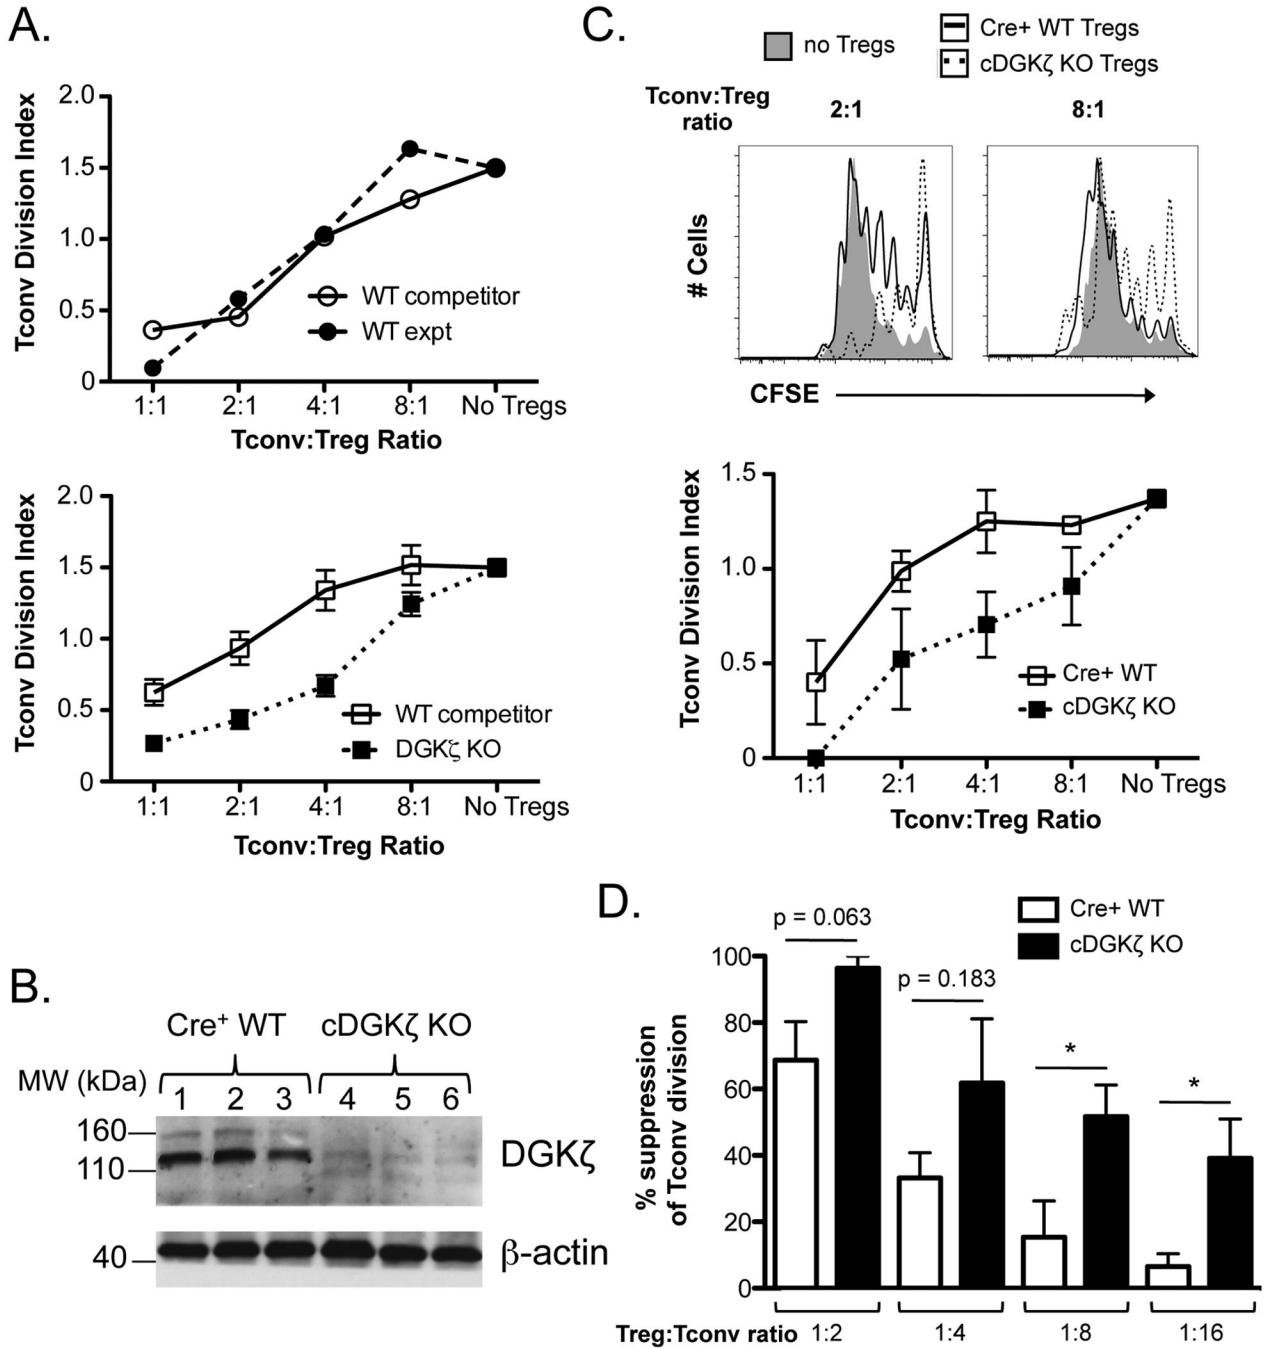 A.
2.0
1.5
1.0
0.5
0
Tconv Division Index
WT competitor
WT expt
1:1 2:1 4:1 8:1 No Tregs
Tconv:Treg Ratio
2.0
1.5
1.0
0.5
0
Tconv Division Index
WT competitor
DGKζ KO
1:1 2:1 4:1 8:1 No Tregs
Tconv:Treg Ratio
B.
Cre+ WT cDGKζ KO
MW (kDa)
1 2 3 4 5 6
160
110
DGKζ
40
β-actin
C.
no Tregs
Cre+ WT Tregs
cDGKζ KO Tregs
Tconv:Treg
ratio
2:1 8:1
# Cells
CFSE
1.5
1.0
0.5
0
Tconv Division Index
Cre+ WT
cDGKζ KO
1:1 2:1 4:1 8:1 No Tregs
Tconv:Treg Ratio
D.
Cre+ WT
cDGKζ KO
p = 0.063
p = 0.183
*
*
100
80
60
40
20
0
% suppression
of Tconv division
Treg:Tconv ratio 1:2 1:4 1:8 1:16